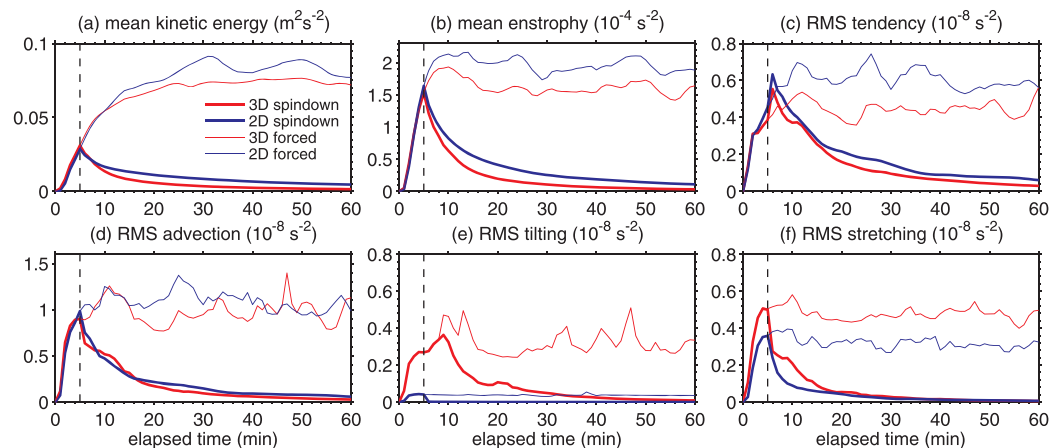 (a) mean kinetic energy (m²s⁻²)
(b) mean enstrophy (10⁻⁴ s⁻²)
(c) RMS tendency (10⁻⁸ s⁻²)
0.1
0.05
0
0 10 20 30 40 50 60
3D spindown
2D spindown
3D forced
2D forced
2
1.5
1
0.5
0
0 10 20 30 40 50 60
0.8
0.6
0.4
0.2
0
0 10 20 30 40 50 60
(d) RMS advection (10⁻⁸ s⁻²)
(e) RMS tilting (10⁻⁸ s⁻²)
(f) RMS stretching (10⁻⁸ s⁻²)
1.5
1
0.5
0
0 10 20 30 40 50 60
elapsed time (min)
0.8
0.6
0.4
0.2
0
0 10 20 30 40 50 60
elapsed time (min)
0.8
0.6
0.4
0.2
0
0 10 20 30 40 50 60
elapsed time (min)